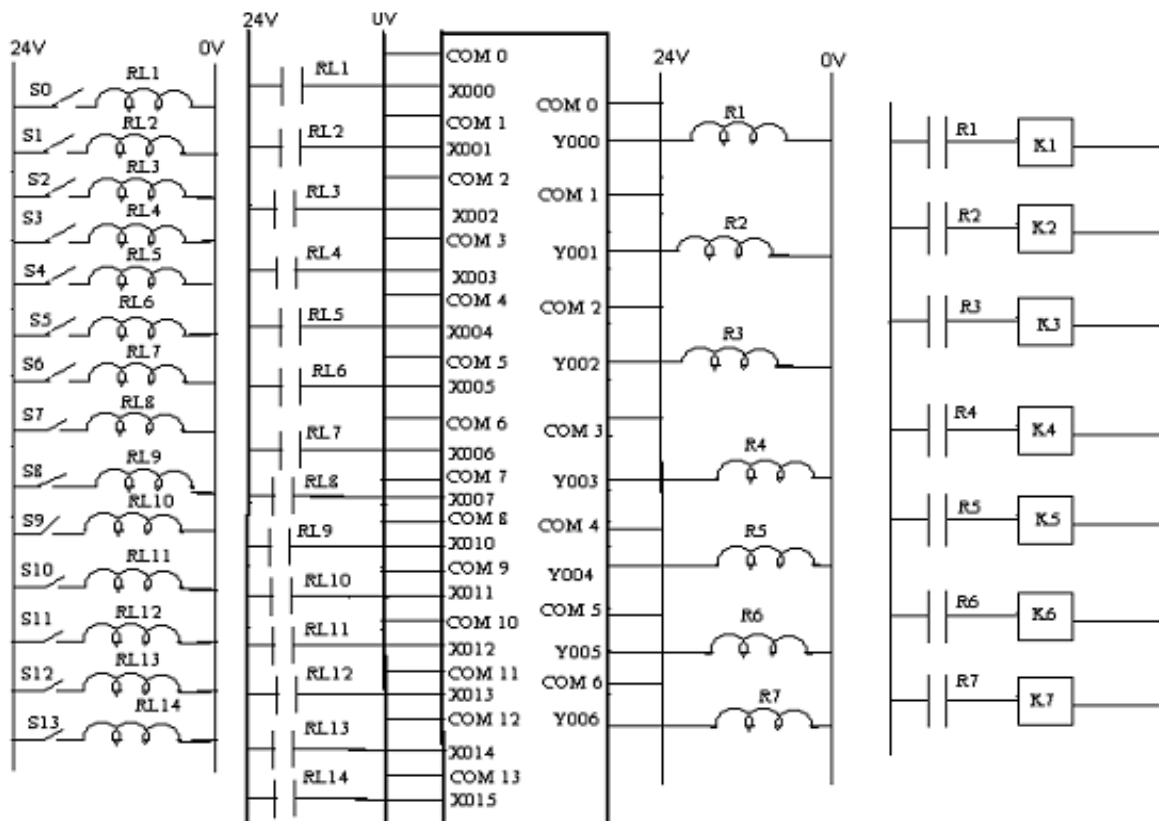 24V 0V
S0 RL1
S1 RL2
S2 RL3
S3 RL4
S4 RL5
S5 RL6
S6 RL7
S7 RL8
S8 RL9
S9 RL10
S10 RL11
S11 RL12
S12 RL13
S13 RL14
24V UV
RL1
RL2
RL3
RL4
RL5
RL6
RL7
RL8
RL9
RL10
RL11
RL12
RL13
RL14
COM 0
X000
COM 1
X001
COM 2
X002
COM 3
X003
COM 4
X004
COM 5
X005
COM 6
X006
COM 7
X007
COM 8
X010
COM 9
X011
COM 10
X012
COM 11
X013
COM 12
X014
COM 13
X015
COM 0
Y000
COM 1
Y001
COM 2
Y002
COM 3
Y003
COM 4
Y004
COM 5
Y005
COM 6
Y006
24V 0V
R1
R2
R3
R4
R5
R6
R7
R1 K1
R2 K2
R3 K3
R4 K4
R5 K5
R6 K6
R7 K7